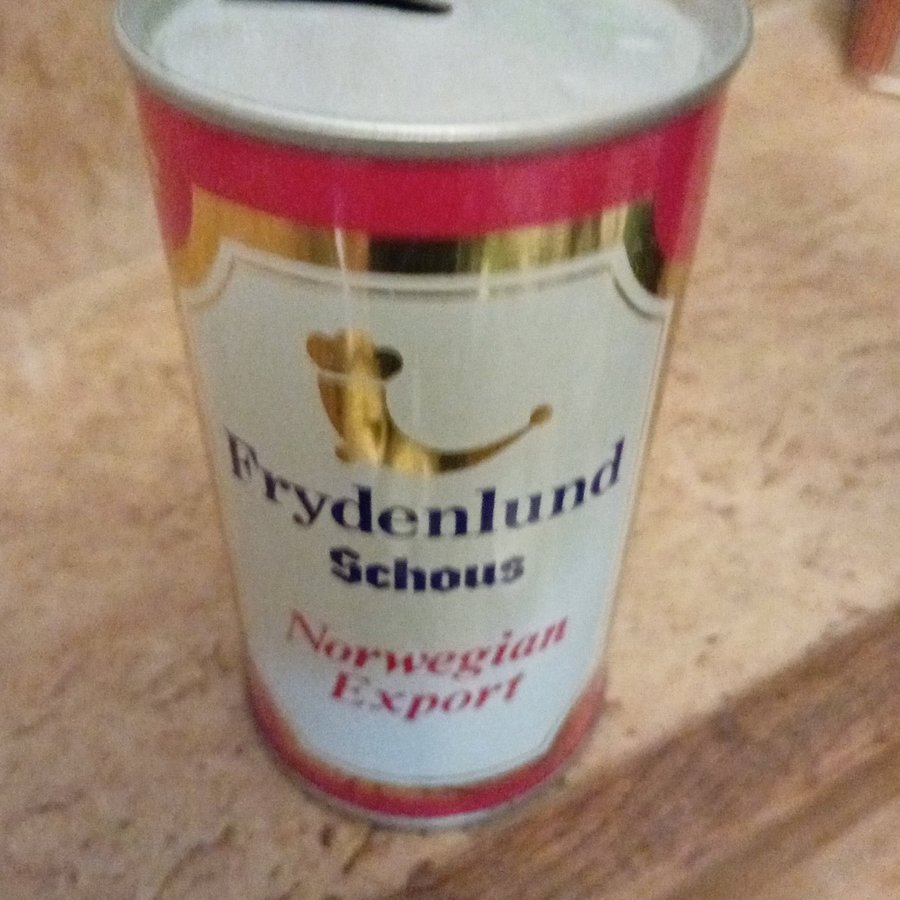 Frydenlund
Schous
Norwegian
Export